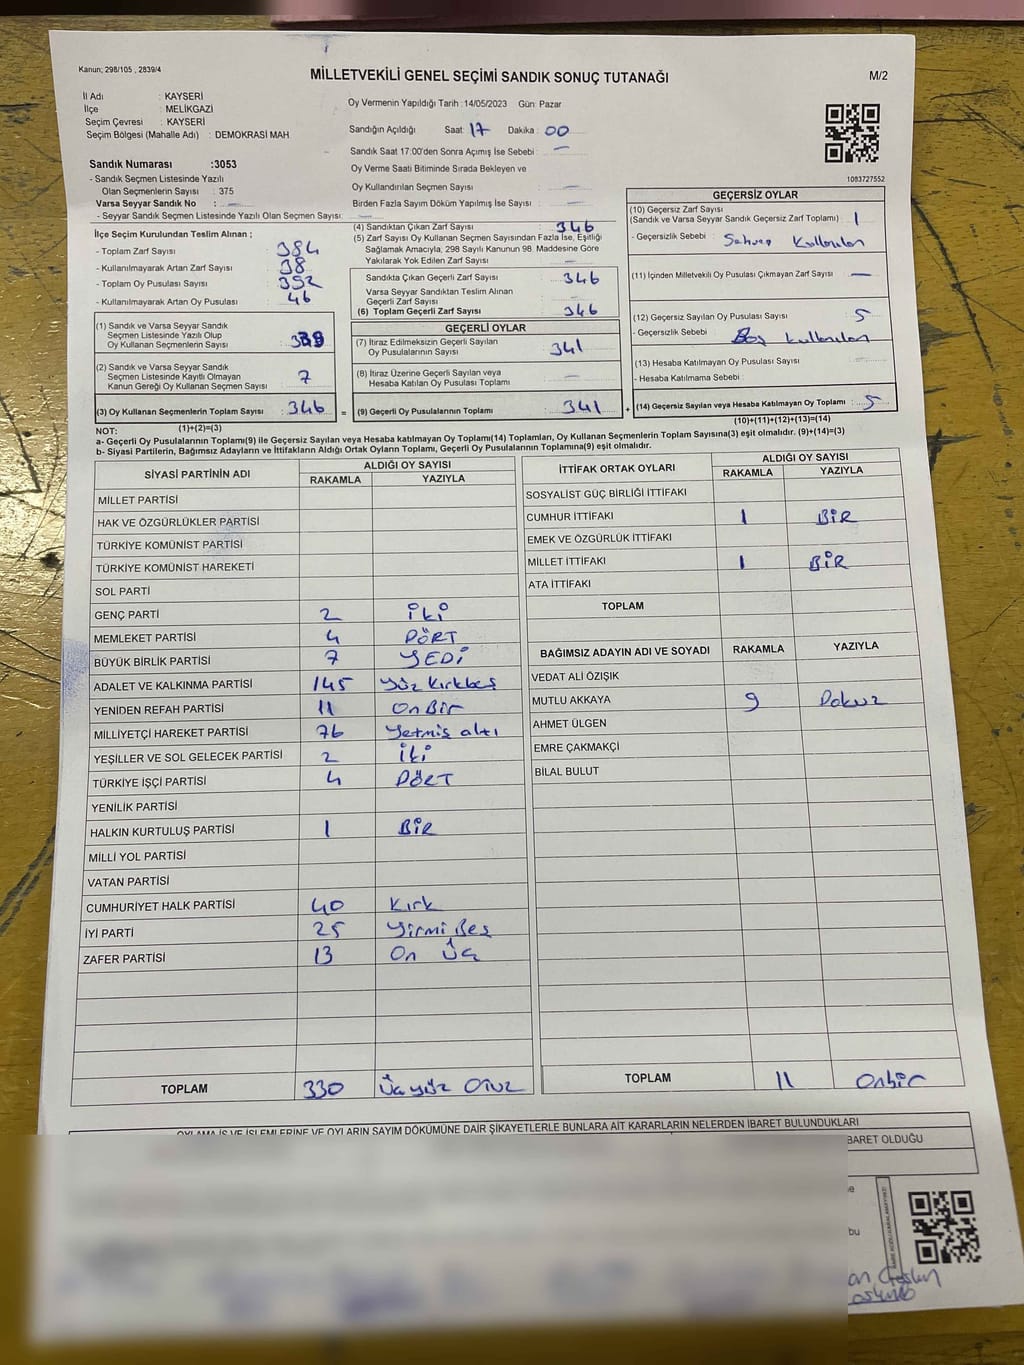 Kanun; 298/105 , 2839/4
MİLLETVEKİLİ GENEL SEÇİMİ SANDIK SONUÇ TUTANAĞI
M/2
İl Adı : KAYSERİ
İlçe : MELİKGAZİ
Seçim Çevresi : KAYSERİ
Seçim Bölgesi (Mahalle Adı) : DEMOKRASİ MAH.
Sandık Numarası :3053
- Sandık Seçmen Listesinde Yazılı
Olan Seçmenlerin Sayısı : 375
Varsa Seyyar Sandık No : —
- Seyyar Sandık Seçmen Listesinde Yazılı Olan Seçmen Sayısı: —
Oy Vermenin Yapıldığı Tarih :14/05/2023 Gün: Pazar
Sandığın Açıldığı Saat: 17 Dakika : 00
Sandık Saat 17:00'den Sonra Açımış İse Sebebi : —
Oy Verme Saati Bitiminde Sırada Bekleyen ve
Oy Kullandırılan Seçmen Sayısı : —
Birden Fazla Sayım Döküm Yapılmış İse Sayısı : —
1083727552
İlçe Seçim Kurulundan Teslim Alınan ;
- Toplam Zarf Sayısı : 384
- Kullanılmayarak Artan Zarf Sayısı : 38
- Toplam Oy Pusulası : 392
- Kullanılmayarak Artan Oy Pusulası : 46
(1) Sandık ve Varsa Seyyar Sandık
Seçmen Listesinde Yazılı Olup
Oy Kullanan Seçmenlerin Sayısı : 339
(2) Sandık ve Varsa Seyyar Sandık
Seçmen Listesinde Kayıtlı Olmayan
Kanun Gereği Oy Kullanan Seçmen Sayısı : 7
(3) Oy Kullanan Seçmenlerin Toplam Sayısı : 346
(1)+(2)=(3)
(4) Sandıktan Çıkan Zarf Sayısı : 346
(5) Zarf Sayısı Oy Kullanan Seçmen Sayısından Fazla İse, Eşitliği
Sağlamak Amacıyla, 298 Sayılı Kanunun 98. Maddesine Göre
Yakılarak Yok Edilen Zarf Sayısı :
Sandıkta Çıkan Geçerli Zarf Sayısı : 346
Varsa Seyyar Sandıktan Teslim Alınan
Geçerli Zarf Sayısı : —
(6) Toplam Geçerli Zarf Sayısı : 346
GEÇERLİ OYLAR
(7) İtiraz Edilmeksizin Geçerli Sayılan
Oy Pusulalarının Sayısı : 341
(8) İtiraz Üzerine Geçerli Sayılan veya
Hesaba Katılan Oy Pusulası Toplamı : —
= (9) Geçerli Oy Pusulalarının Toplamı : 341
GEÇERSİZ OYLAR
(10) Geçersiz Zarf Sayısı
(Sandık ve Varsa Seyyar Sandık Geçersiz Zarf Toplamı) : 1
- Geçersizlik Sebebi : kullanılan
(11) İçinden Milletvekili Oy Pusulası Çıkmayan Zarf Sayısı : —
(12) Geçersiz Sayılan Oy Pusulası Sayısı : 5
- Geçersizlik Sebebi : Boş kullanılan
(13) Hesaba Katılmayan Oy Pusulası Sayısı :
- Hesaba Katılmama Sebebi :
+ (14) Geçersiz Sayılan veya Hesaba Katılmayan Oy Toplamı : 5
(10)+(11)+(12)+(13)=(14)
NOT:
a- Geçerli Oy Pusulalarının Toplamı(9) ile Geçersiz Sayılan veya Hesaba katılmayan Oy Toplamı(14) Toplamları, Oy Kullanan Seçmenlerin Toplam Sayısına(3) eşit olmalıdır. (9)+(14)=(3)
b- Siyasi Partilerin, Bağımsız Adayların ve İttifakların Aldığı Ortak Oyların Toplamı, Geçerli Oy Pusulalarının Toplamına(9) eşit olmalıdır.
SİYASİ PARTİNİN ADI
ALDIĞI OY SAYISI
RAKAMLA YAZIYLA
MİLLET PARTİSİ
HAK VE ÖZGÜRLÜKLER PARTİSİ
TÜRKİYE KOMÜNİST PARTİSİ
TÜRKİYE KOMÜNİST HAREKETİ
SOL PARTİ
GENÇ PARTİ 2 İki
MEMLEKET PARTİSİ 4 DÖRT
BÜYÜK BİRLİK PARTİSİ 7 YEDİ
ADALET VE KALKINMA PARTİSİ 145 Yüz kırkbeş
YENİDEN REFAH PARTİSİ 11 OnBir
MİLLİYETÇİ HAREKET PARTİSİ 76 Yetmiş altı
YEŞİLLER VE SOL GELECEK PARTİSİ 2 İki
TÜRKİYE İŞÇİ PARTİSİ 4 DÖRT
YENİLİK PARTİSİ
HALKIN KURTULUŞ PARTİSİ 1 BİR
MİLLİ YOL PARTİSİ
VATAN PARTİSİ
CUMHURİYET HALK PARTİSİ 40 Kırk
İYİ PARTİ 25 Yirmi Beş
ZAFER PARTİSİ 13 On Üç
TOPLAM 330 Üçyüz Otuz
İTTİFAK ORTAK OYLARI
ALDIĞI OY SAYISI
RAKAMLA YAZIYLA
SOSYALİST GÜÇ BİRLİĞİ İTTİFAKI
CUMHUR İTTİFAKI 1 BİR
EMEK VE ÖZGÜRLÜK İTTİFAKI
MİLLET İTTİFAKI 1 BİR
ATA İTTİFAKI
TOPLAM
BAĞIMSIZ ADAYIN ADI VE SOYADI RAKAMLA YAZIYLA
VEDAT ALİ ÖZIŞIK
MUTLU AKKAYA 9 Dokuz
AHMET ÜLGEN
EMRE ÇAKMAKÇİ
BİLAL BULUT
TOPLAM 11 Onbir
OYLAMA İŞ VE İŞLEMLERİNE VE OYLARIN SAYIM DÖKÜMÜNE DAİR ŞİKAYETLERLE BUNLARA AİT KARARLARIN NELERDEN İBARET BULUNDUKLARI
BARET OLDUĞU